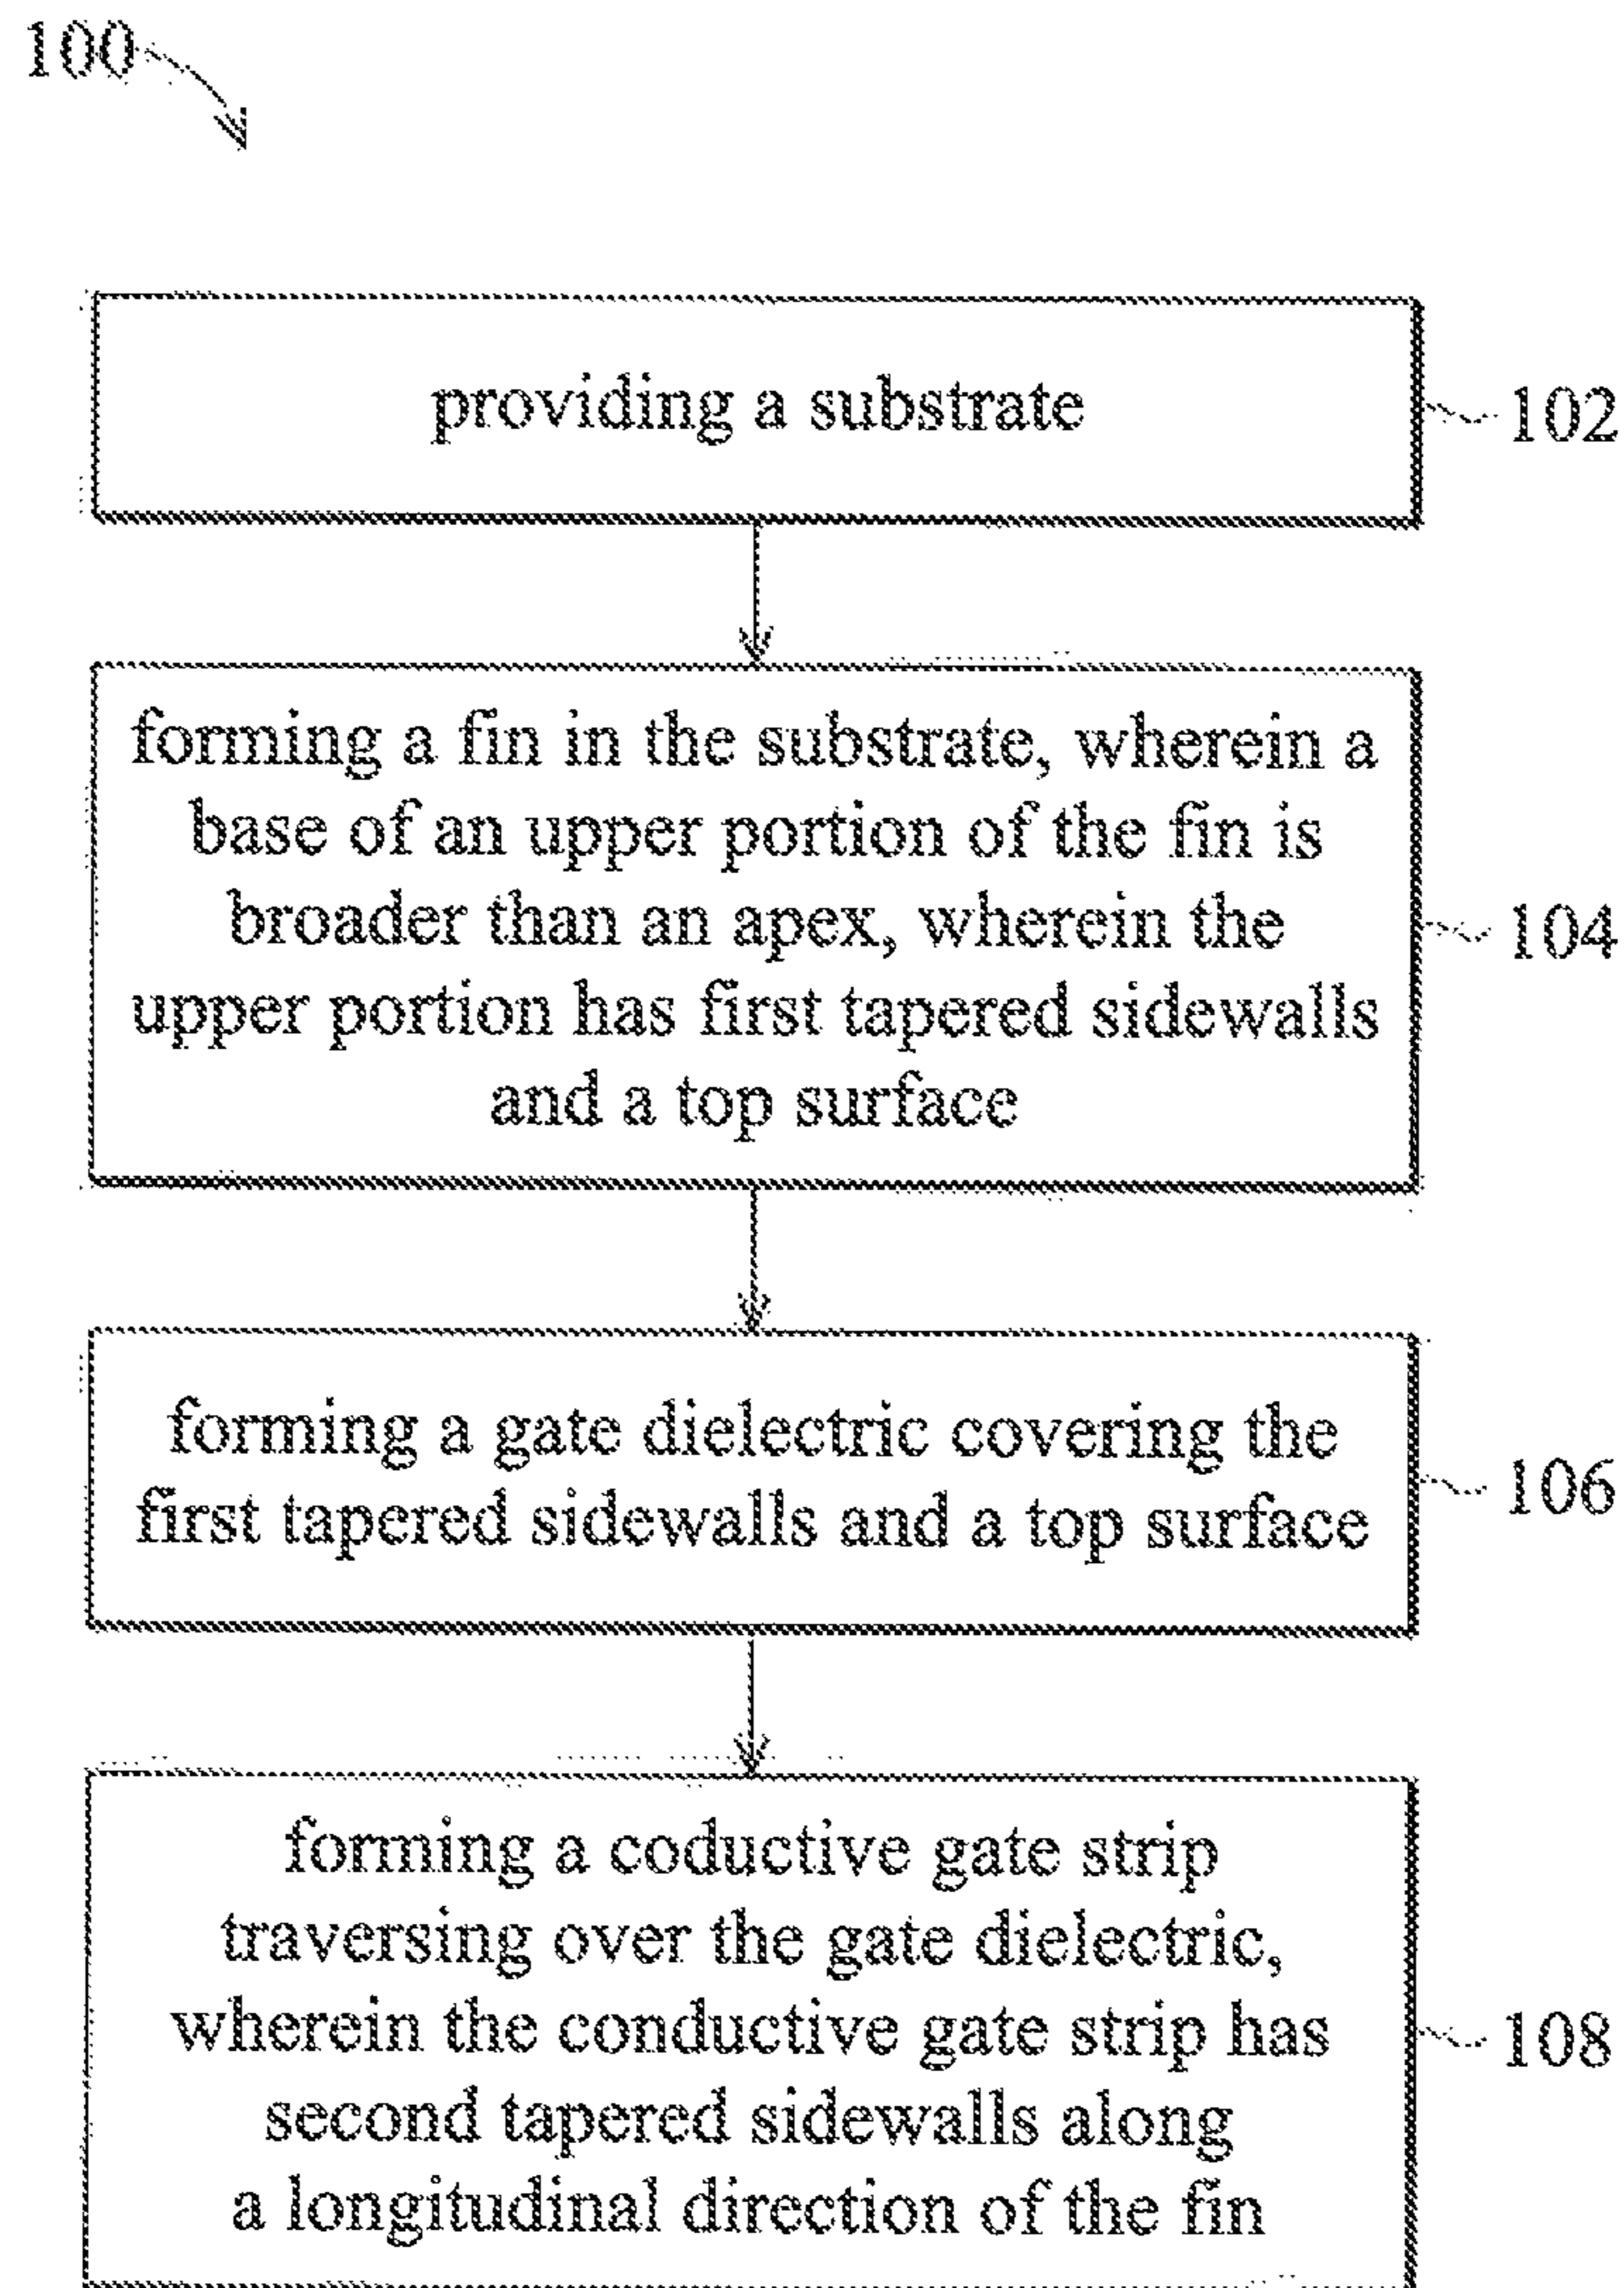 100
providing a substrate
102
forming a fin in the substrate, wherein a
base of an upper portion of the fin is
broader than an apex, wherein the
upper portion has first tapered sidewalls
and a top surface
104
forming a gate dielectric covering the
first tapered sidewalls and a top surface
106
forming a coductive gate strip
traversing over the gate dielectric,
wherein the conductive gate strip has
second tapered sidewalls along
a longitudinal direction of the fin
108